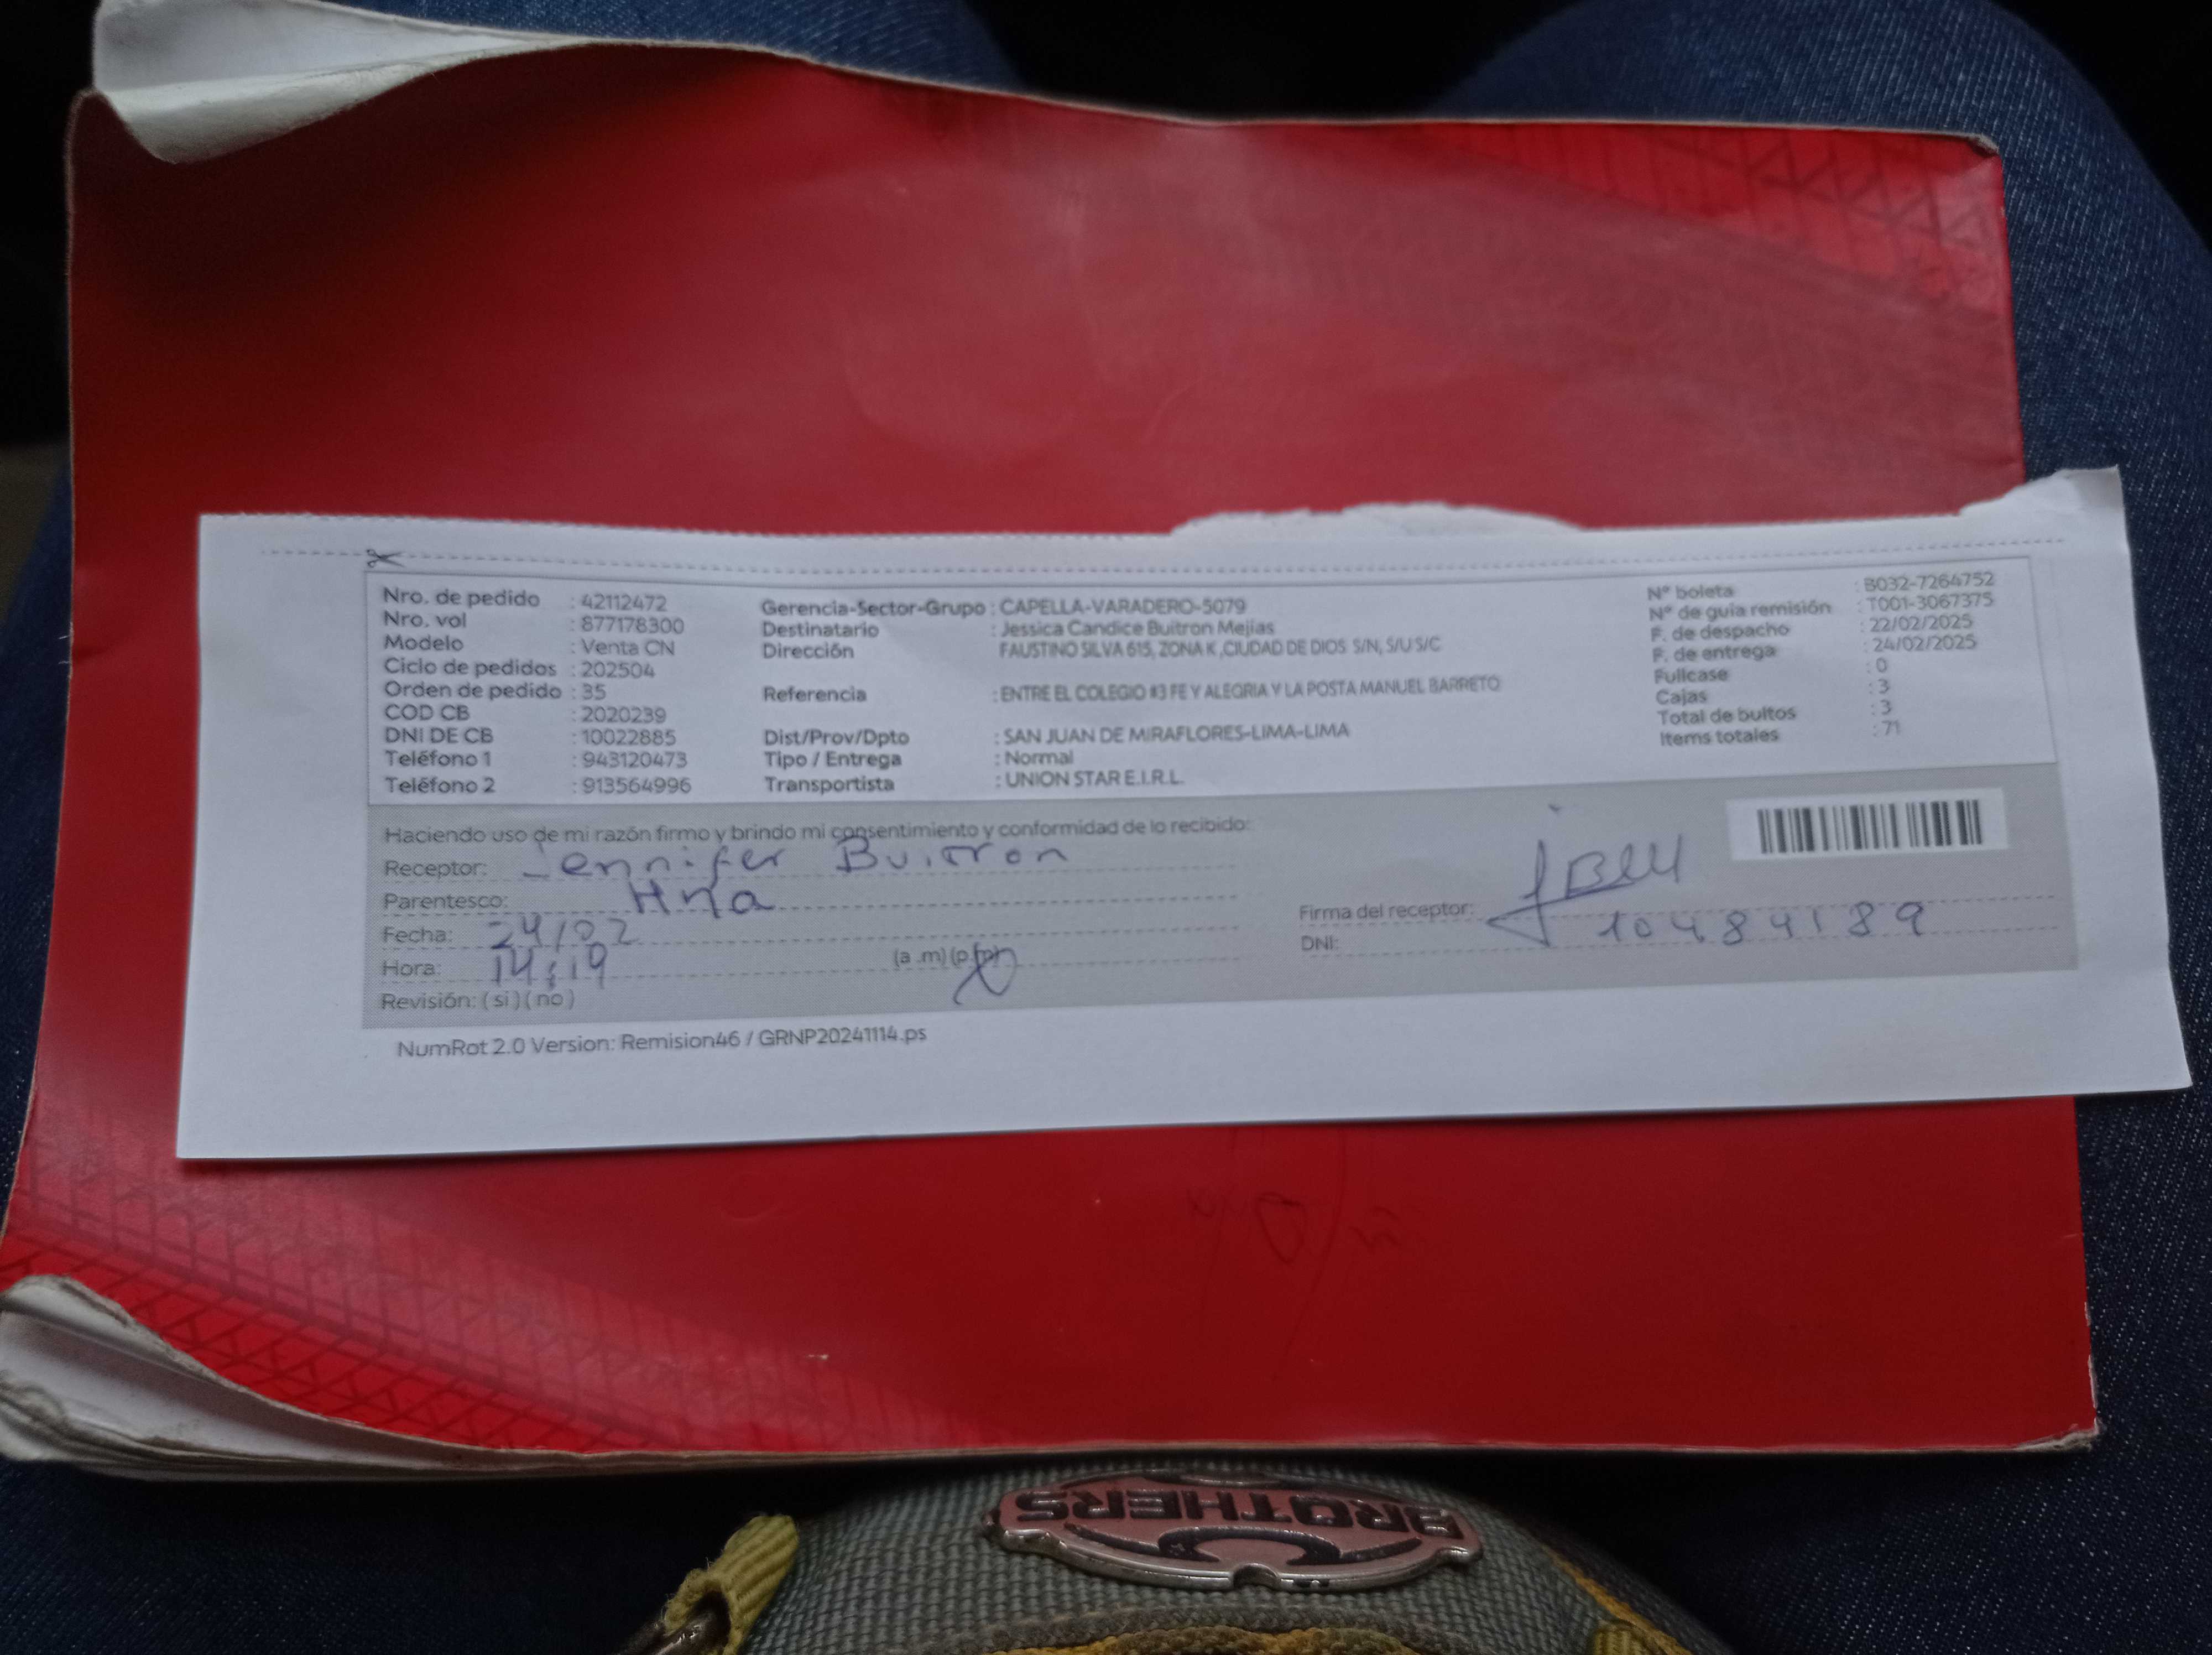 Nro. de pedido : 42112472
Nro. vol : 877178300
Modelo : Venta CN
Ciclo de pedidos : 202504
Orden de pedido : 35
COD CB : 2020239
DNI DE CB : 10022885
Teléfono 1 : 943120473
Teléfono 2 : 913564996
Gerencia-Sector-Grupo : CAPELLA-VARADERO-5079
Destinatario : Jessica Candice Buitron Mejias
Dirección FAUSTINO SILVA 615, ZONA K ,CIUDAD DE DIOS S/N, S/U S/C
Referencia : ENTRE EL COLEGIO #3 FE Y ALEGRIA Y LA POSTA MANUEL BARRETO
Dist/Prov/Dpto : SAN JUAN DE MIRAFLORES-LIMA-LIMA
Tipo / Entrega : Normal
Transportista : UNION STAR E.I.R.L.
N° boleta : B032-7264752
N° de guia remisión : T001-3067375
F. de despacho : 22/02/2025
F. de entrega : 24/02/2025
Fullcase : 0
Cajas : 3
Total de bultos : 3
Items totales : 71
Haciendo uso de mi razón firmo y brindo mi consentimiento y conformidad de lo recibido:
Receptor: Jennifer Buitron
Parentesco: Hna
Fecha: 24/02
Hora: 14:19 (a .m) (p.m)
Revisión: ( si ) ( no )
Firma del receptor:
DNI: 10484189
NumRot 2.0 Version: Remision46 / GRNP20241114.ps
BROTHERS